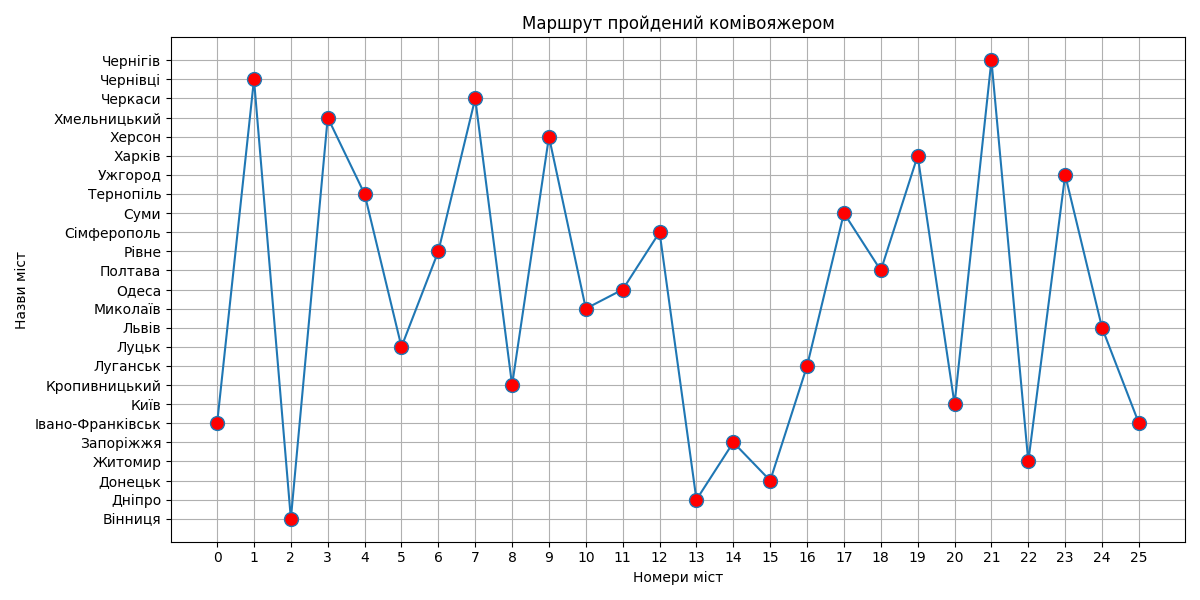 Маршрут пройдений комівояжером
Назви міст
Чернігів
Чернівці
Черкаси
Хмельницький
Херсон
Харків
Ужгород
Тернопіль
Суми
Сімферополь
Рівне
Полтава
Одеса
Миколаїв
Львів
Луцьк
Луганськ
Кропивницький
Київ
Івано-Франківськ
Запоріжжя
Житомир
Донецьк
Дніпро
Вінниця
0 1 2 3 4 5 6 7 8 9 10 11 12 13 14 15 16 17 18 19 20 21 22 23 24 25
Номери міст